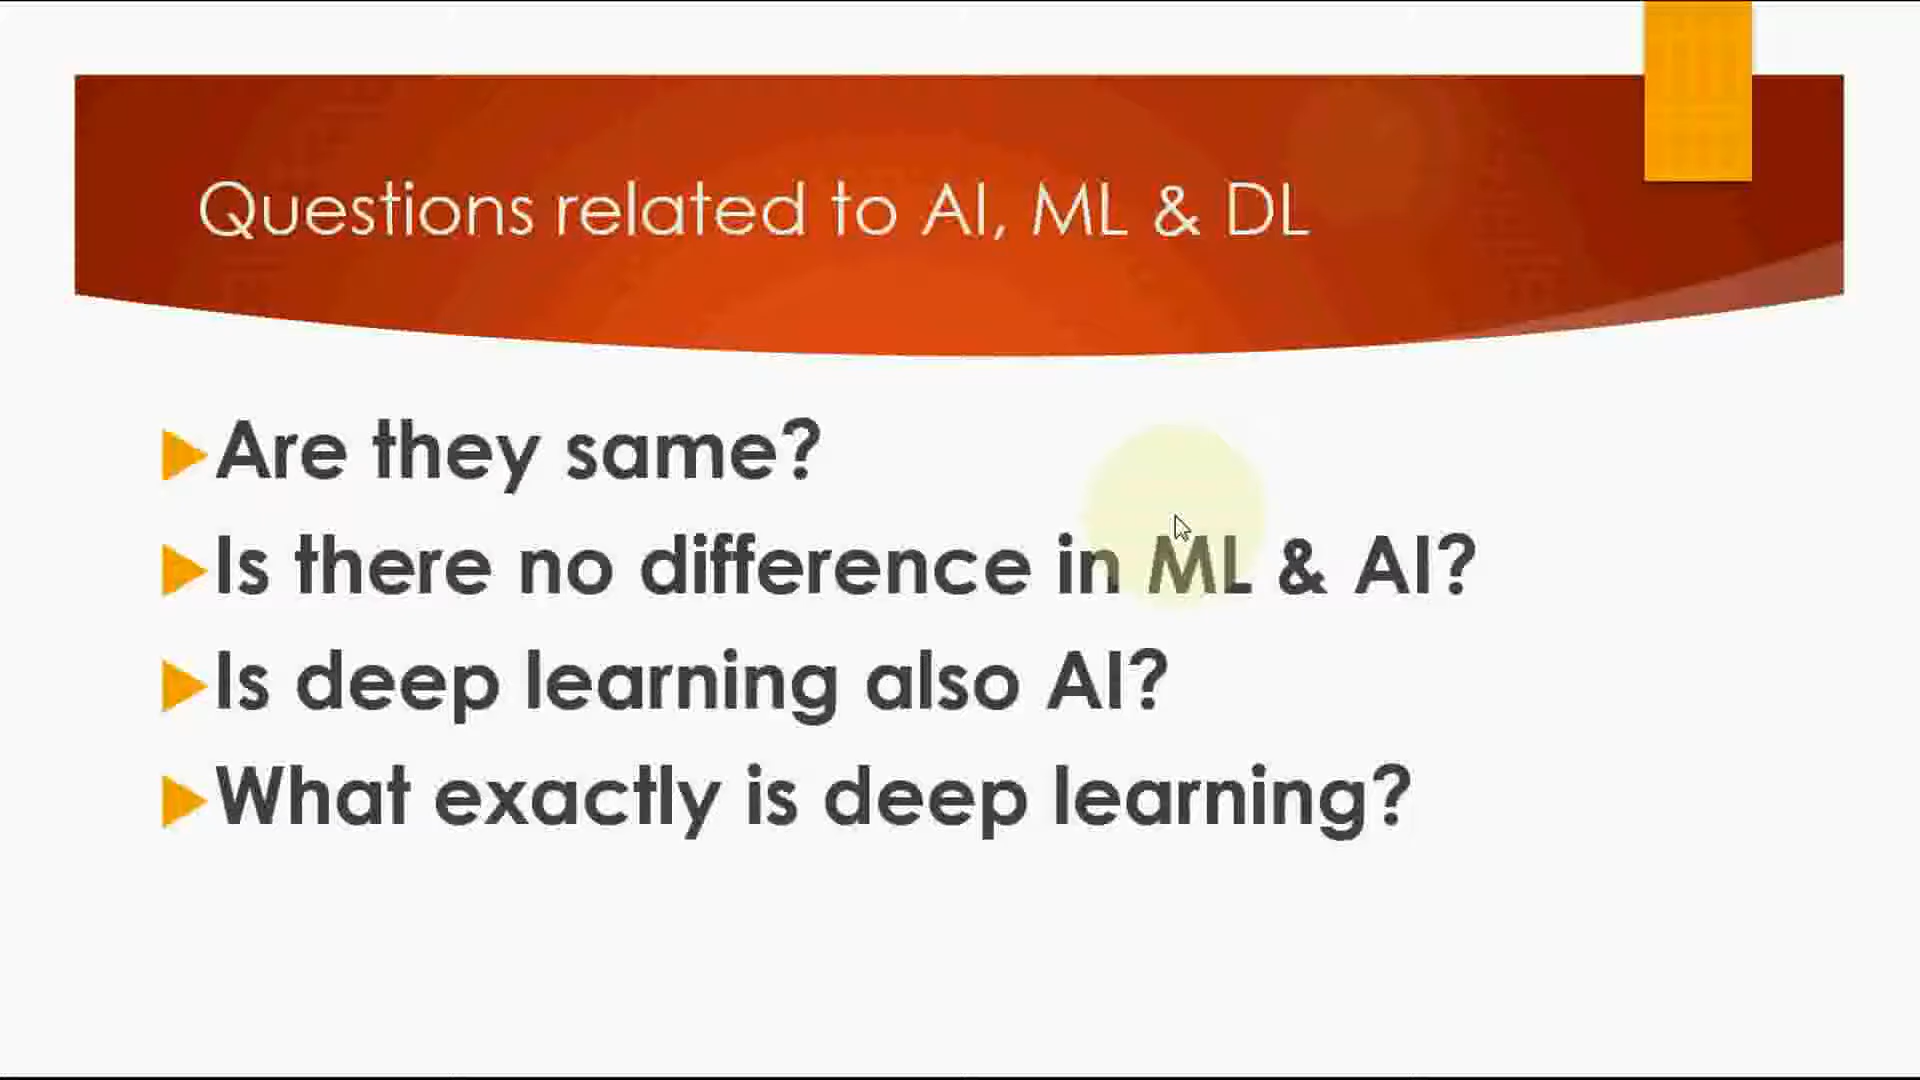 Questions related to AI, ML & DL
Are they same?
Is there no difference in ML & AI?
Is deep learning also AI?
What exactly is deep learning?